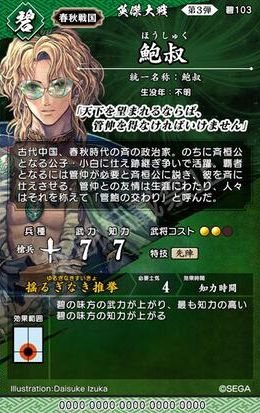 碧
春秋戦国
英傑大戦
第3弾
碧103
ほうしゅく
鮑叔
統一名称：鮑叔
生没年：不明
「天下を望まれるならば、
管仲を得なければいけません」
古代中国、春秋時代の斉の政治家。のちに斉桓公
となる公子・小白に仕え跡継ぎ争いで活躍。覇者
となるには管仲が必要と斉桓公に説き、彼を斉に
仕えさせる。管仲との友情は生涯にわたり、人々
はそれを称えて「管鮑の交わり」と呼んだ。
兵種 武力 知力 武将コスト
槍兵 7 7 特技 先陣
ゆるぎなきすいきょ
揺るぎなき推挙
必要士気 4
効果時間 知力時間
効果範囲
碧の味方の武力が上がり、最も知力の高い
碧の味方の知力が上がる
Illustration:Daisuke Izuka
©SEGA
0000-0000-0000-0000-0000